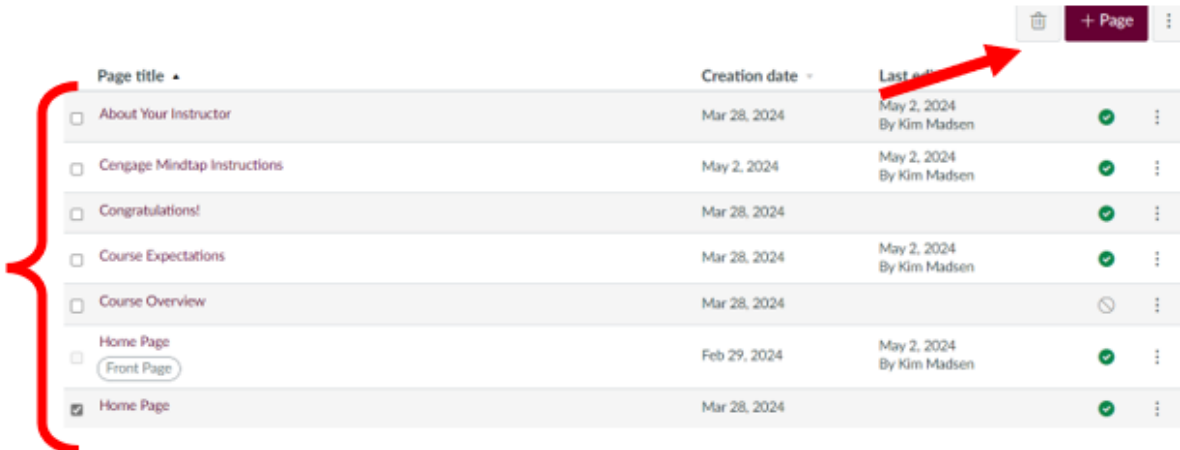 + Page
Page title Creation date Last
About Your Instructor Mar 28, 2024 May 2, 2024
By Kim Madsen
Cengage Mindtap Instructions May 2, 2024 May 2, 2024
By Kim Madsen
Congratulations! Mar 28, 2024
Course Expectations Mar 28, 2024 May 2, 2024
By Kim Madsen
Course Overview Mar 28, 2024
Home Page Feb 29, 2024 May 2, 2024
Front Page By Kim Madsen
Home Page Mar 28, 2024